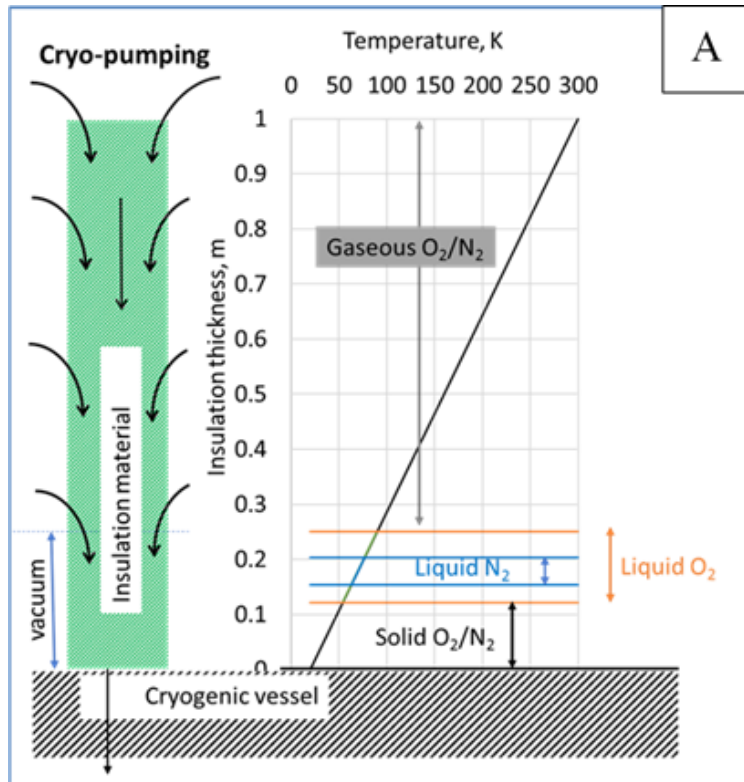 A
Temperature, K
Cryo-pumping
0 50 100 150 200 250 300
1
0.9
0.8
0.7
0.6
0.5
0.4
0.3
0.2
0.1
0
Insulation thickness, m
Gaseous O₂/N₂
Insulation material
vacuum
Liquid N₂
Liquid O₂
Solid O₂/N₂
Cryogenic vessel